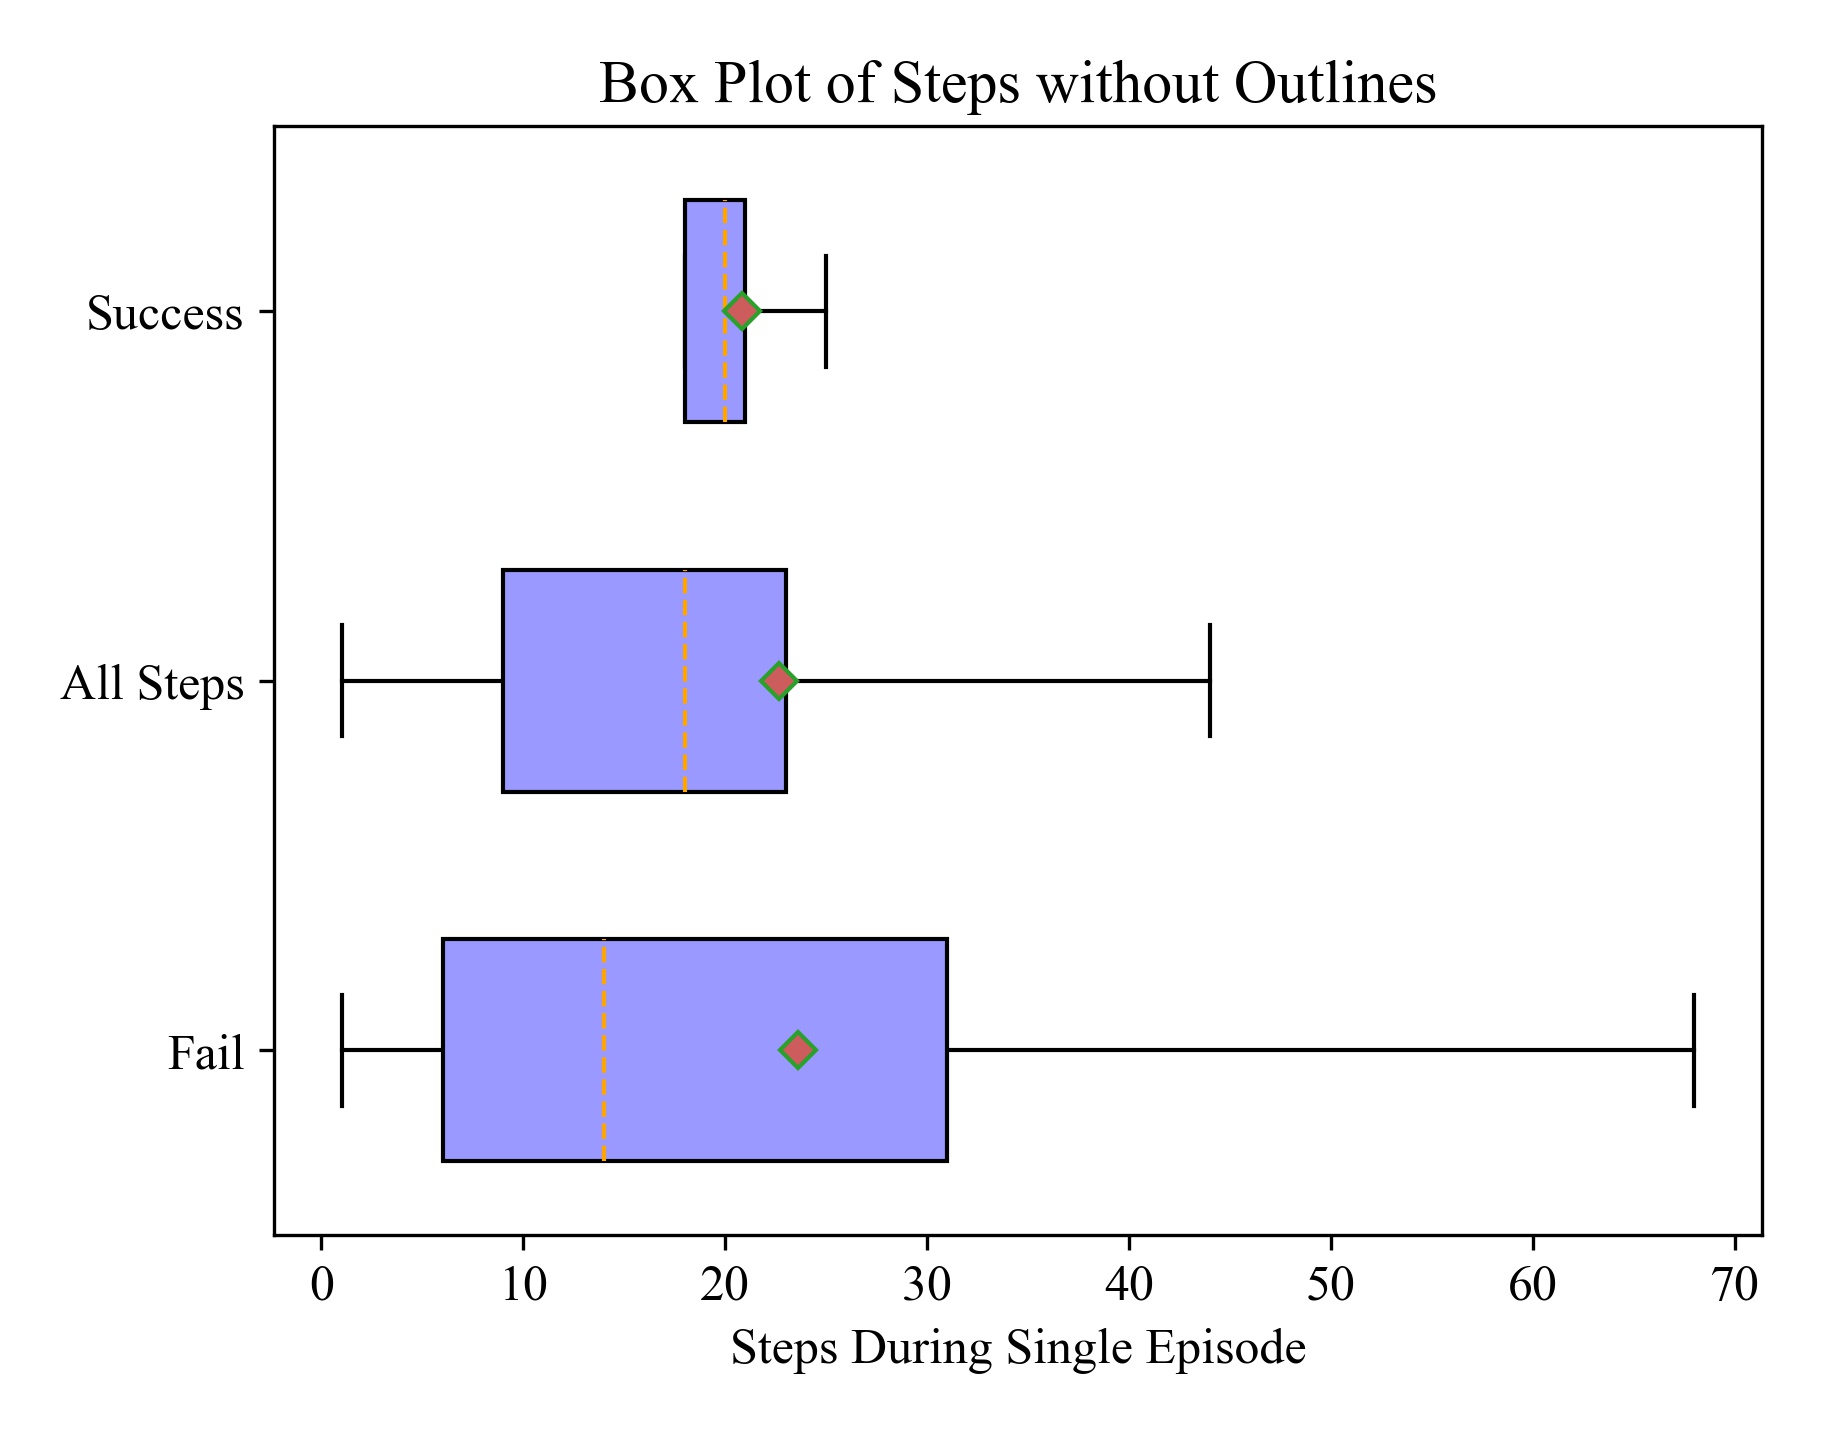 Box Plot of Steps without Outlines
Success
All Steps
Fail
0 10 20 30 40 50 60 70
Steps During Single Episode